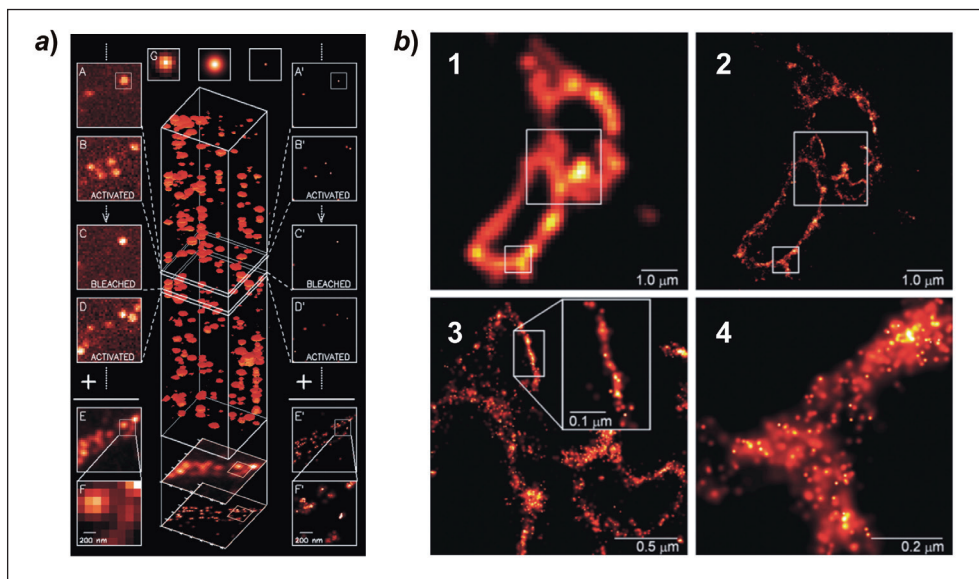 a)
A
G
A'
B
ACTIVATED
B'
ACTIVATED
C
BLEACHED
C'
BLEACHED
D
ACTIVATED
D'
ACTIVATED
+
+
E
E'
F
200 nm
F'
200 nm
b)
1
1.0 µm
2
1.0 µm
3
0.1 µm
0.5 µm
4
0.2 µm